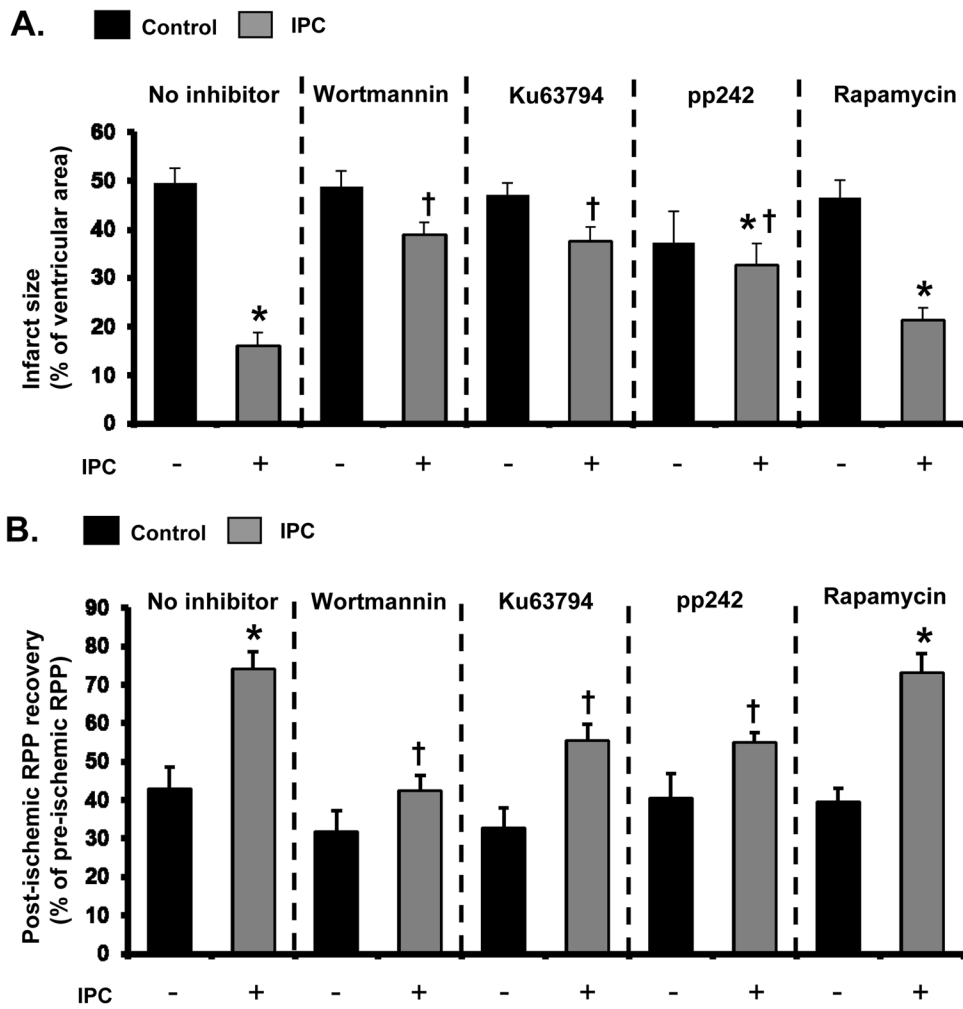 A.
Control IPC
No inhibitor Wortmannin Ku63794 pp242 Rapamycin
Infarct size
(% of ventricular area)
60
50
40
30
20
10
0
*
†
†
*†
*
IPC - + - + - + - + - +
B.
Control IPC
No inhibitor Wortmannin Ku63794 pp242 Rapamycin
Post-ischemic RPP recovery
(% of pre-ischemic RPP)
90
80
70
60
50
40
30
20
10
0
*
†
†
†
*
IPC - + - + - + - + - +